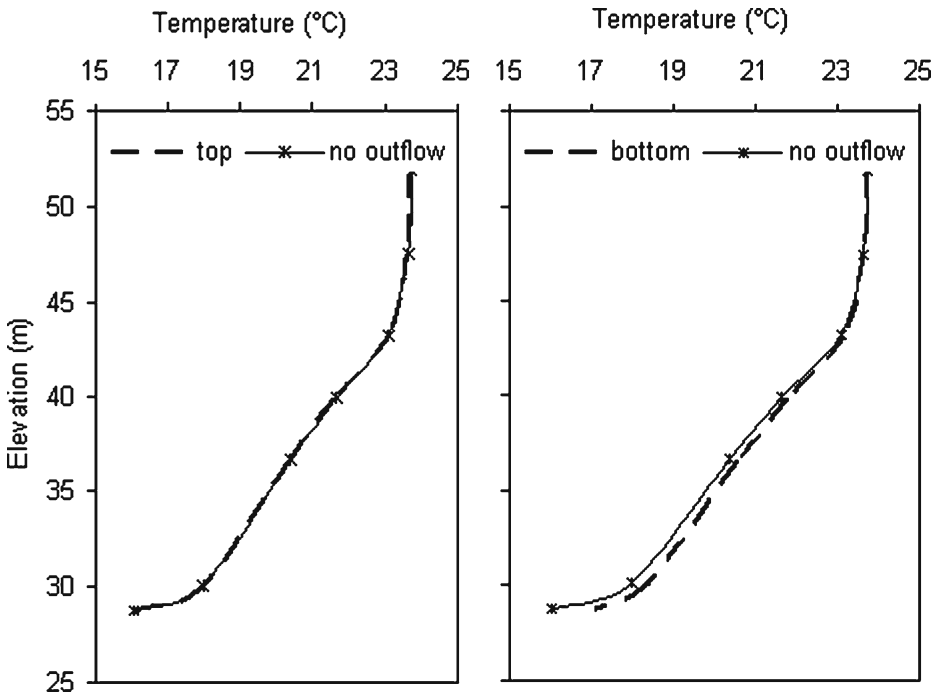 Temperature (°C)
15 17 19 21 23 25
55
50
45
40
35
30
25
Elevation (m)
top no outflow
Temperature (°C)
15 17 19 21 23 25
bottom no outflow